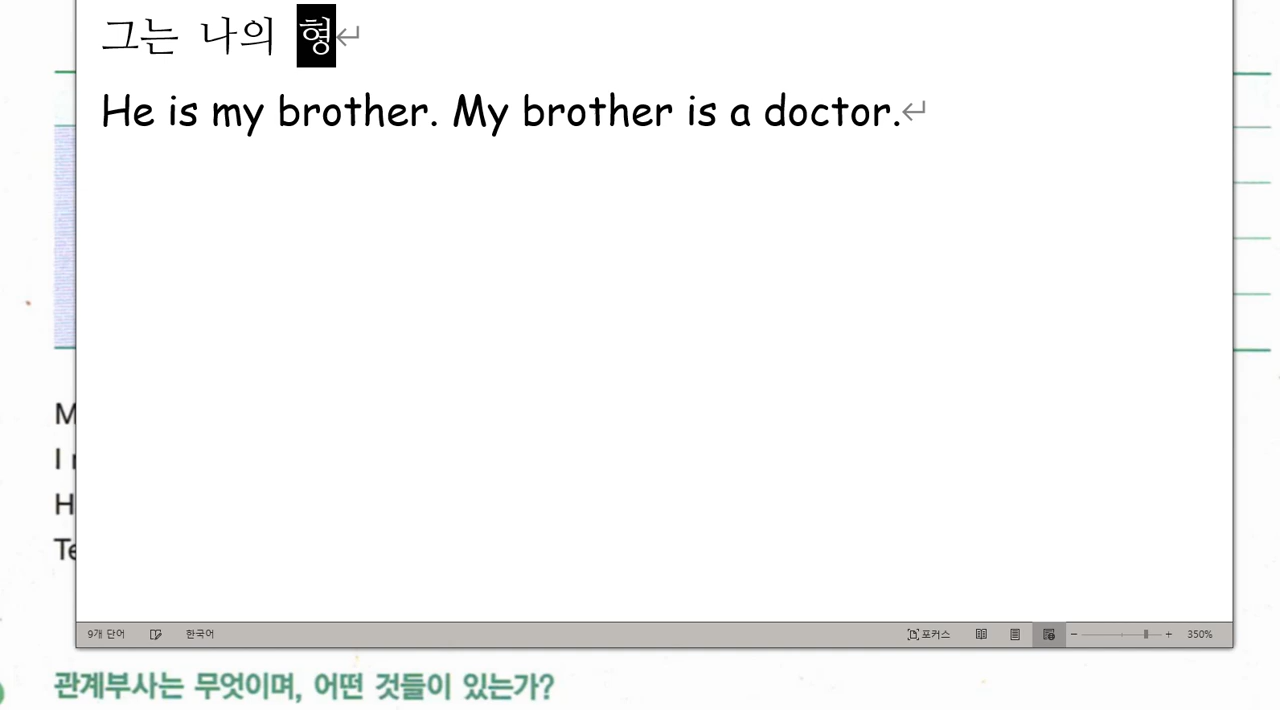 그는 나의 형
He is my brother. My brother is a doctor.
M
I
H
Te
9개 단어 한국어 포커스 350%
관계부사는 무엇이며, 어떤 것들이 있는가?